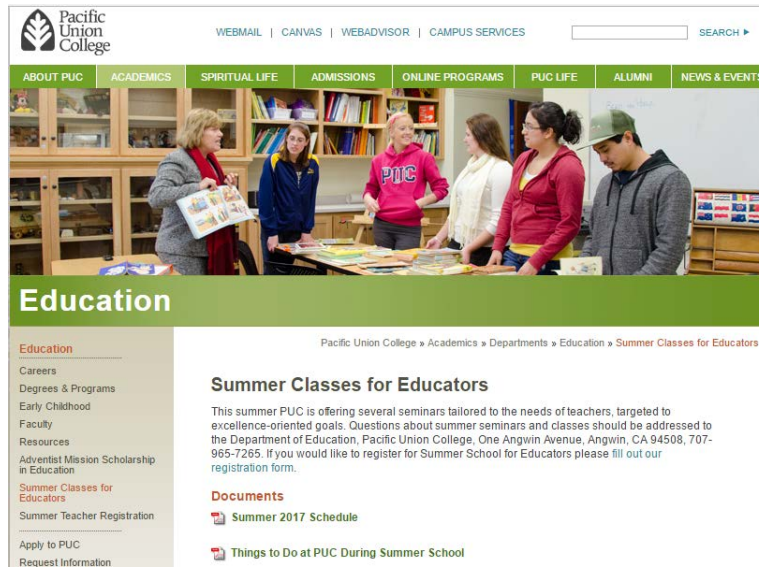 Pacific
Union
College
WEBMAIL | CANVAS | WEBADVISOR | CAMPUS SERVICES
SEARCH
ABOUT PUC ACADEMICS SPIRITUAL LIFE ADMISSIONS ONLINE PROGRAMS PUC LIFE ALUMNI NEWS & EVENTS
PUC
Education
Education
Careers
Degrees & Programs
Early Childhood
Faculty
Resources
Adventist Mission Scholarship
in Education
Summer Classes for
Educators
Summer Teacher Registration
Apply to PUC
Request Information
Pacific Union College » Academics » Departments » Education » Summer Classes for Educators
Summer Classes for Educators
This summer PUC is offering several seminars tailored to the needs of teachers, targeted to
excellence-oriented goals. Questions about summer seminars and classes should be addressed to
the Department of Education, Pacific Union College, One Angwin Avenue, Angwin, CA 94508, 707-
965-7265. If you would like to register for Summer School for Educators please fill out our
registration form.
Documents
Summer 2017 Schedule
Things to Do at PUC During Summer School